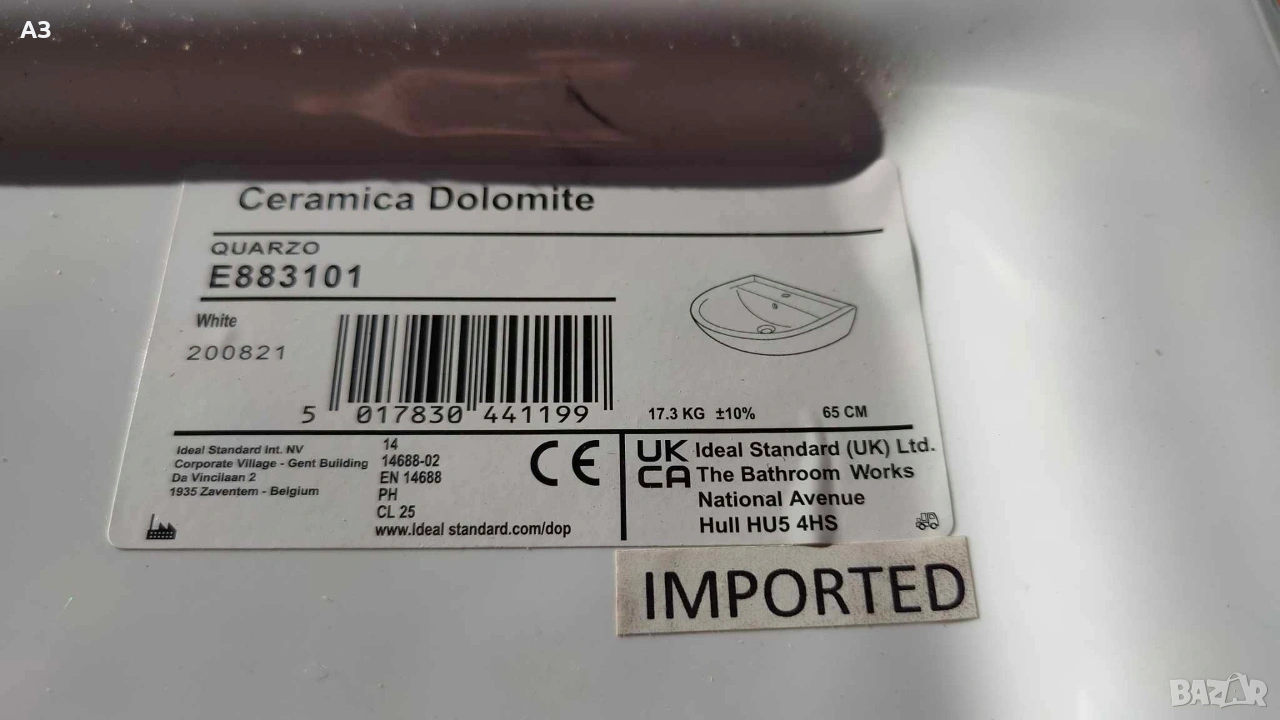 A3
Ceramica Dolomite
QUARZO
E883101
White
200821
5 017830 441199
17.3 KG ±10% 65 CM
Ideal Standard Int. NV
Corporate Village - Gent Building
Da Vincilaan 2
1935 Zaventem - Belgium
14
14688-02
EN 14688
PH
CL 25
www.Ideal standard.com/dop
CE
UK
CA
Ideal Standard (UK) Ltd.
The Bathroom Works
National Avenue
Hull HU5 4HS
IMPORTED
BAZAR